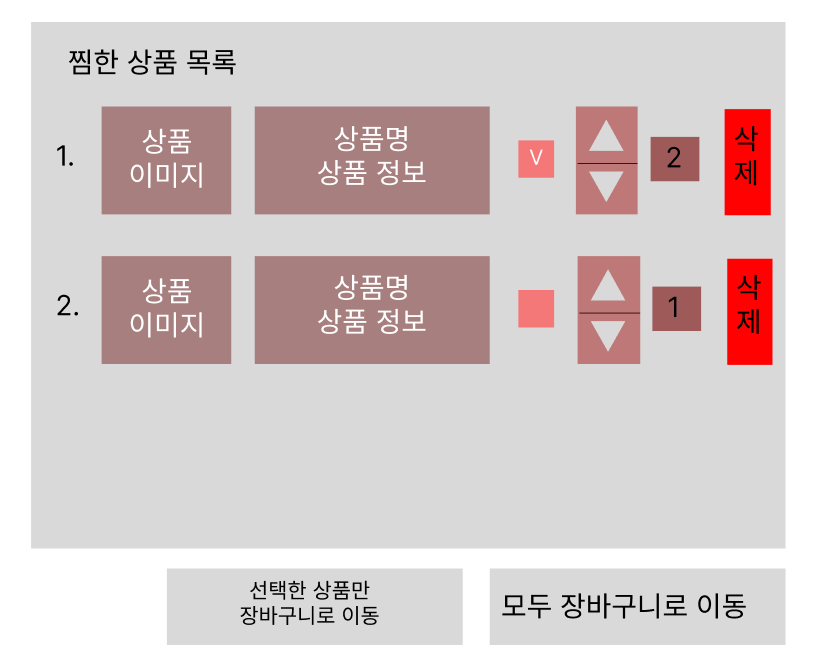 찜한 상품 목록
1.
상품
이미지
상품명
상품 정보
V
2
삭
제
2.
상품
이미지
상품명
상품 정보
1
삭
제
선택한 상품만
장바구니로 이동
모두 장바구니로 이동